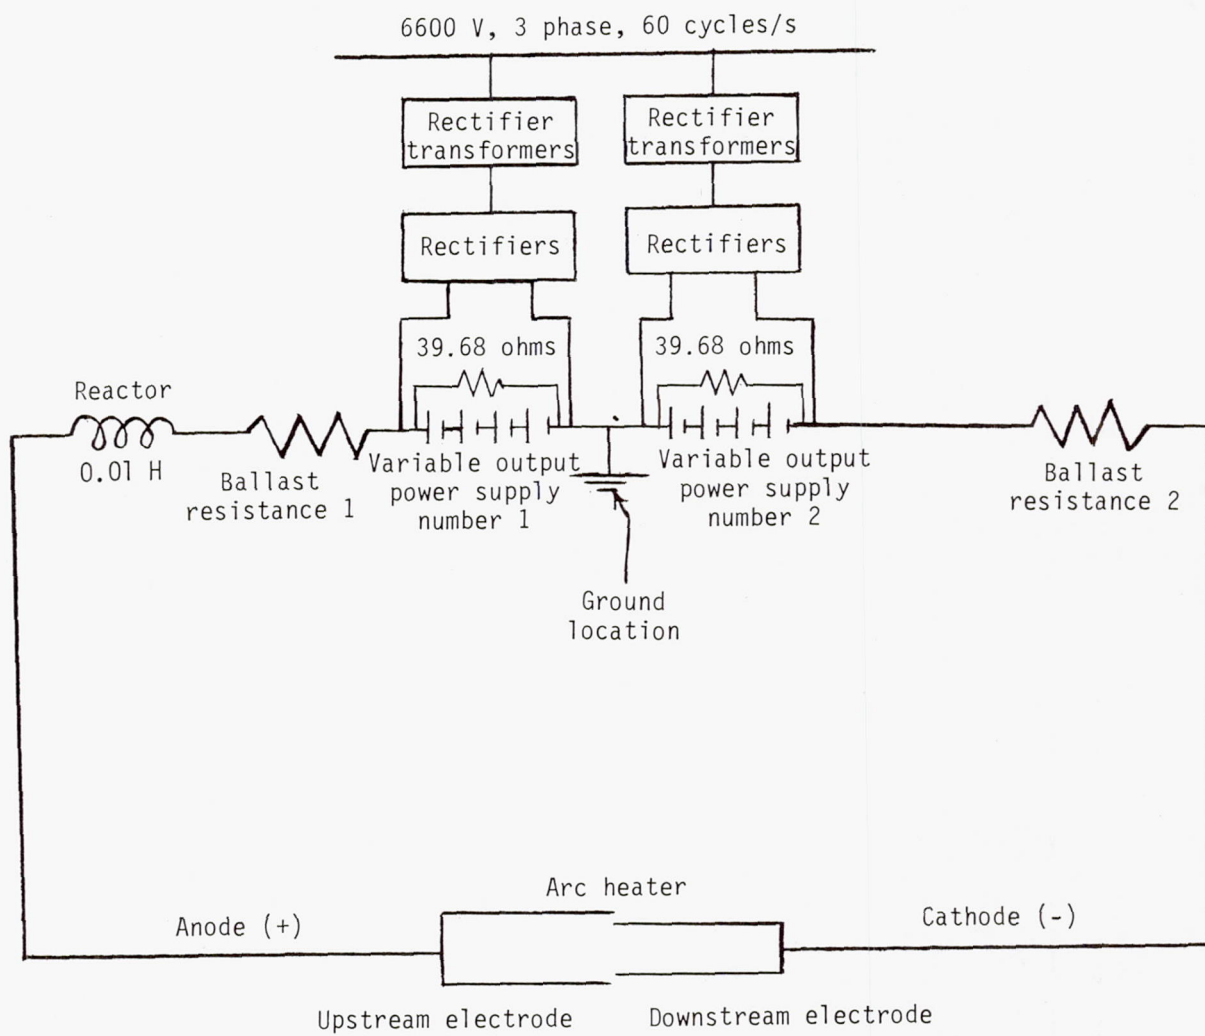 6600 V, 3 phase, 60 cycles/s
Rectifier
transformers
Rectifier
transformers
Rectifiers
Rectifiers
39.68 ohms
39.68 ohms
Reactor
0.01 H
Ballast
resistance 1
Variable output
power supply
number 1
Variable output
power supply
number 2
Ballast
resistance 2
Ground
location
Arc heater
Anode (+)
Cathode (-)
Upstream electrode
Downstream electrode